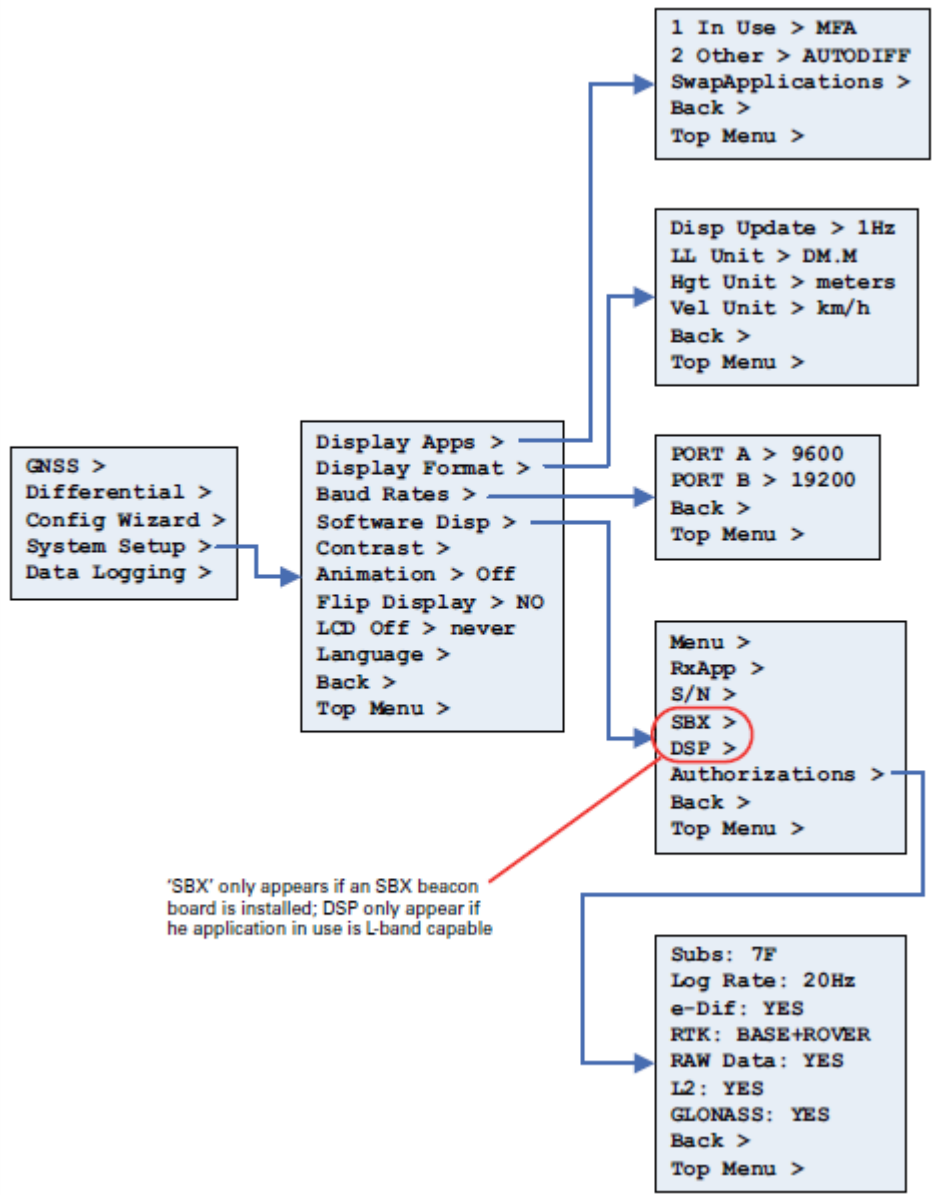 1 In Use > MFA
2 Other > AUTODIFF
SwapApplications >
Back >
Top Menu >
Disp Update > 1Hz
LL Unit > DM.M
Hgt Unit > meters
Vel Unit > km/h
Back >
Top Menu >
GNSS >
Differential >
Config Wizard >
System Setup >
Data Logging >
Display Apps >
Display Format >
Baud Rates >
Software Disp >
Contrast >
Animation > Off
Flip Display > NO
LCD Off > never
Language >
Back >
Top Menu >
PORT A > 9600
PORT B > 19200
Back >
Top Menu >
Menu >
RxApp >
S/N >
SBX >
DSP >
Authorizations >
Back >
Top Menu >
'SBX' only appears if an SBX beacon
board is installed; DSP only appear if
he application in use is L-band capable
Subs: 7F
Log Rate: 20Hz
e-Dif: YES
RTK: BASE+ROVER
RAW Data: YES
L2: YES
GLONASS: YES
Back >
Top Menu >